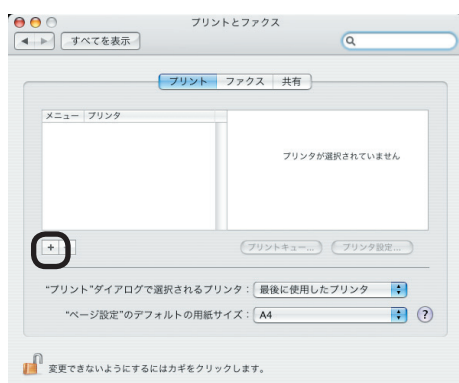 プリントとファクス
すべてを表示
プリント ファクス 共有
メニュー プリンタ
プリンタが選択されていません
+ -
プリントキュー... プリンタ設定...
“プリント”ダイアログで選択されるプリンタ： 最後に使用したプリンタ
“ページ設定”のデフォルトの用紙サイズ： A4 ?
変更できないようにするにはカギをクリックします。